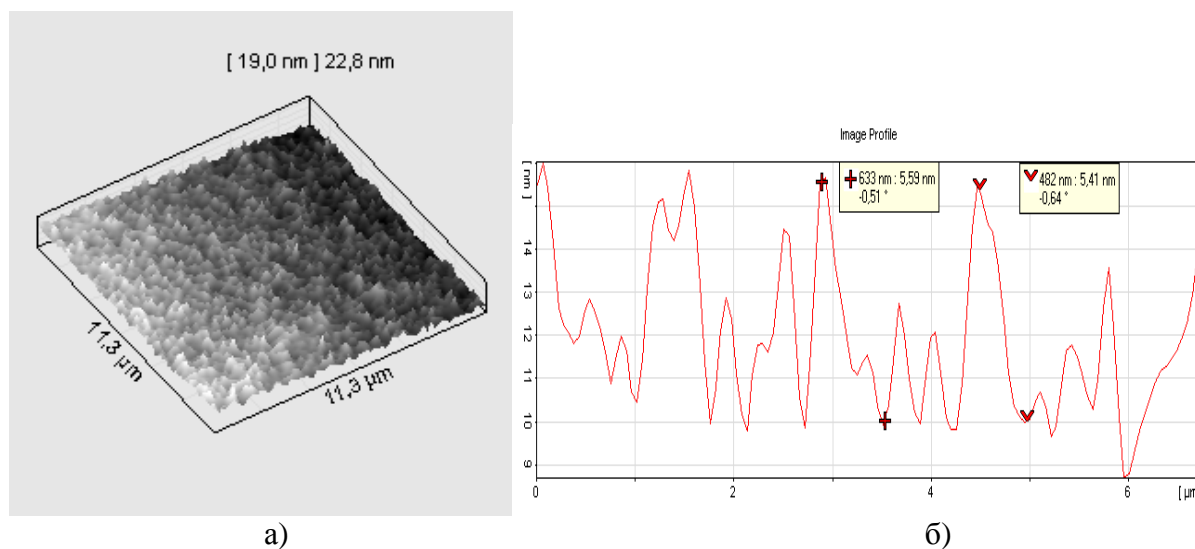 [ 19,0 nm ] 22,8 nm
11,3 µm
11,3 µm
а)
Image Profile
[ nm ]
633 nm : 5,59 nm
-0,51 °
482 nm : 5,41 nm
-0,64 °
14
13
12
11
10
9
0
2
4
6
[ µm
б)